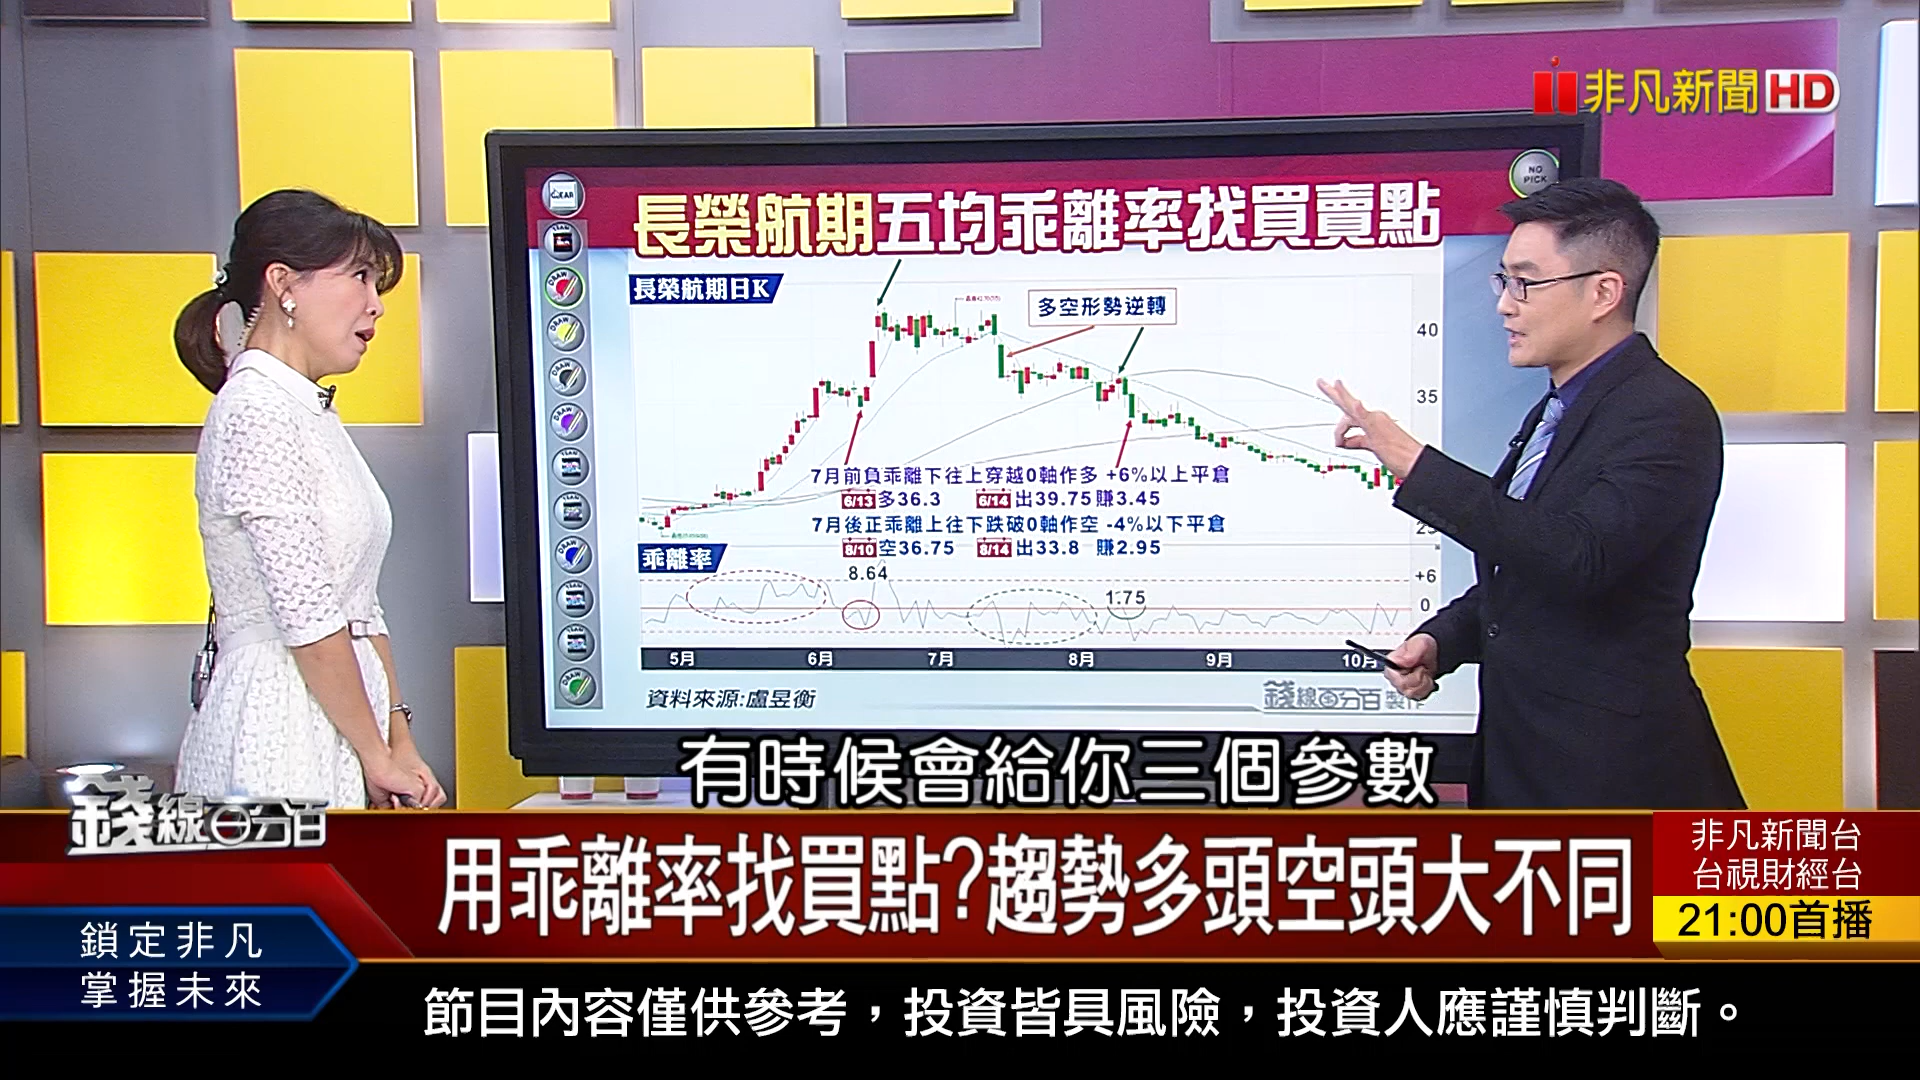 非凡新聞HD
CLEAR
NO PICK
長榮航期五均乖離率找買賣點
長榮航期日K
多空形勢逆轉
40
35
7月前負乖離下往上穿越0軸作多 +6%以上平倉
6/13多36.3 6/14出39.75賺3.45
7月後正乖離上往下跌破0軸作空 -4%以下平倉
8/10空36.75 8/14出33.8 賺2.95
乖離率
8.64
1.75
+6
0
5月 6月 7月 8月 9月 10月
資料來源:盧昱衡
錢線百分百 製作
DRAW
DRAW
DRAW
DRAW
DRAW
DRAW
有時候會給你三個參數
錢線百分百
用乖離率找買點?趨勢多頭空頭大不同
非凡新聞台
台視財經台
21:00首播
鎖定非凡
掌握未來
節目內容僅供參考，投資皆具風險，投資人應謹慎判斷。